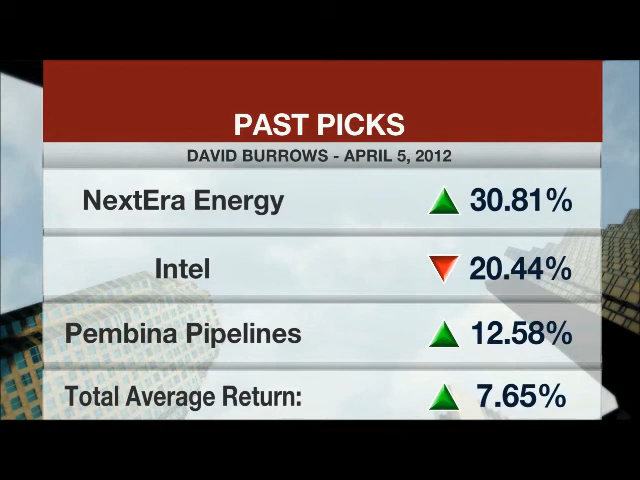 PAST PICKS
DAVID BURROWS - APRIL 5, 2012
NextEra Energy 30.81%
Intel 20.44%
Pembina Pipelines 12.58%
Total Average Return: 7.65%